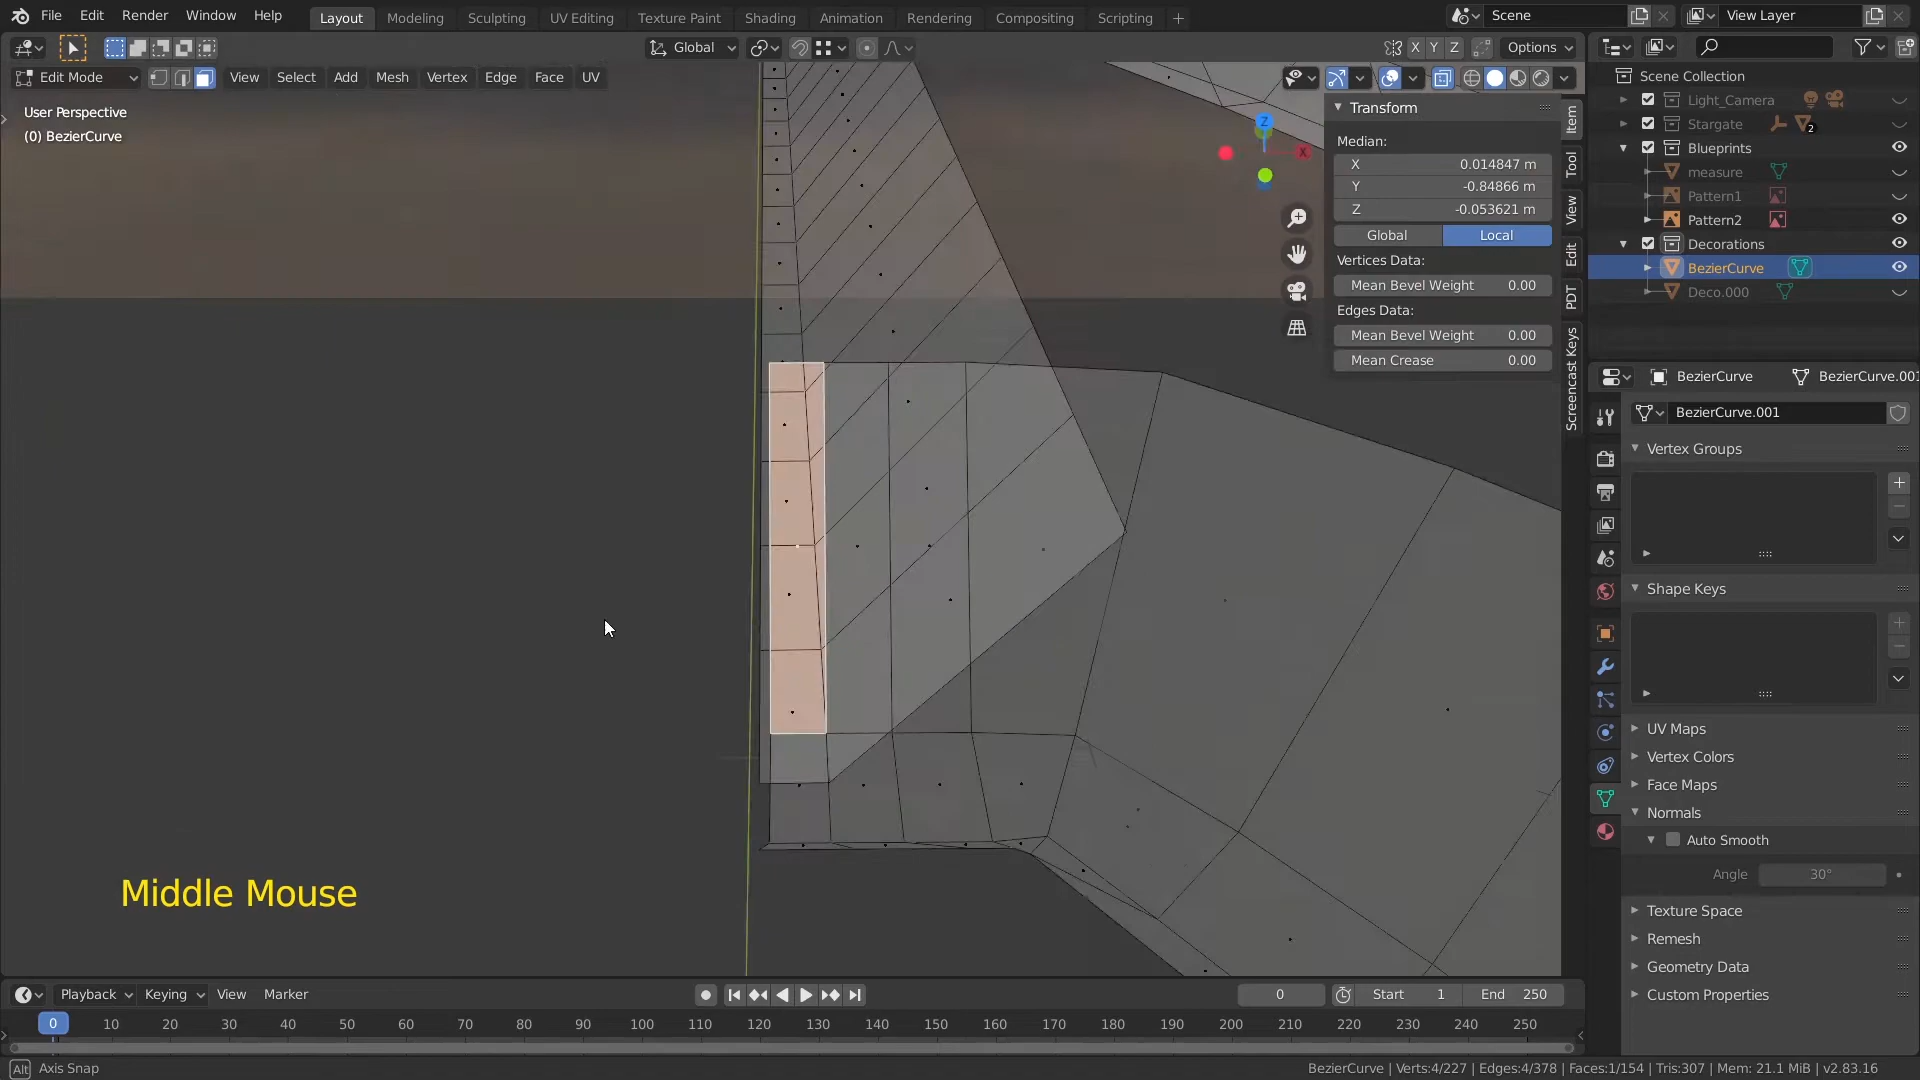 File Edit Render Window Help Layout Modeling Sculpting UV Editing Texture Paint Shading Animation Rendering Compositing Scripting + Scene View Layer
Global Options X Y Z
Edit Mode View Select Add Mesh Vertex Edge Face UV
User Perspective
(0) BezierCurve
Z
X
Transform
Median:
X 0.014847 m
Y -0.84866 m
Z -0.053621 m
Global Local
Vertices Data:
Mean Bevel Weight 0.00
Edges Data:
Mean Bevel Weight 0.00
Mean Crease 0.00
Item
Tool
View
Edit
PDT
Screencast Keys
Scene Collection
Light_Camera
Stargate 2
Blueprints
measure
Pattern1
Pattern2
Decorations
BezierCurve
Deco.000
BezierCurve BezierCurve.001
BezierCurve.001
Vertex Groups
Shape Keys
UV Maps
Vertex Colors
Face Maps
Normals
Auto Smooth
Angle 30°
Texture Space
Remesh
Geometry Data
Custom Properties
Middle Mouse
Playback Keying View Marker 0 Start 1 End 250
0 10 20 30 40 50 60 70 80 90 100 110 120 130 140 150 160 170 180 190 200 210 220 230 240 250
Alt Axis Snap
BezierCurve | Verts:4/227 | Edges:4/378 | Faces:1/154 | Tris:307 | Mem: 21.1 MiB | v2.83.16